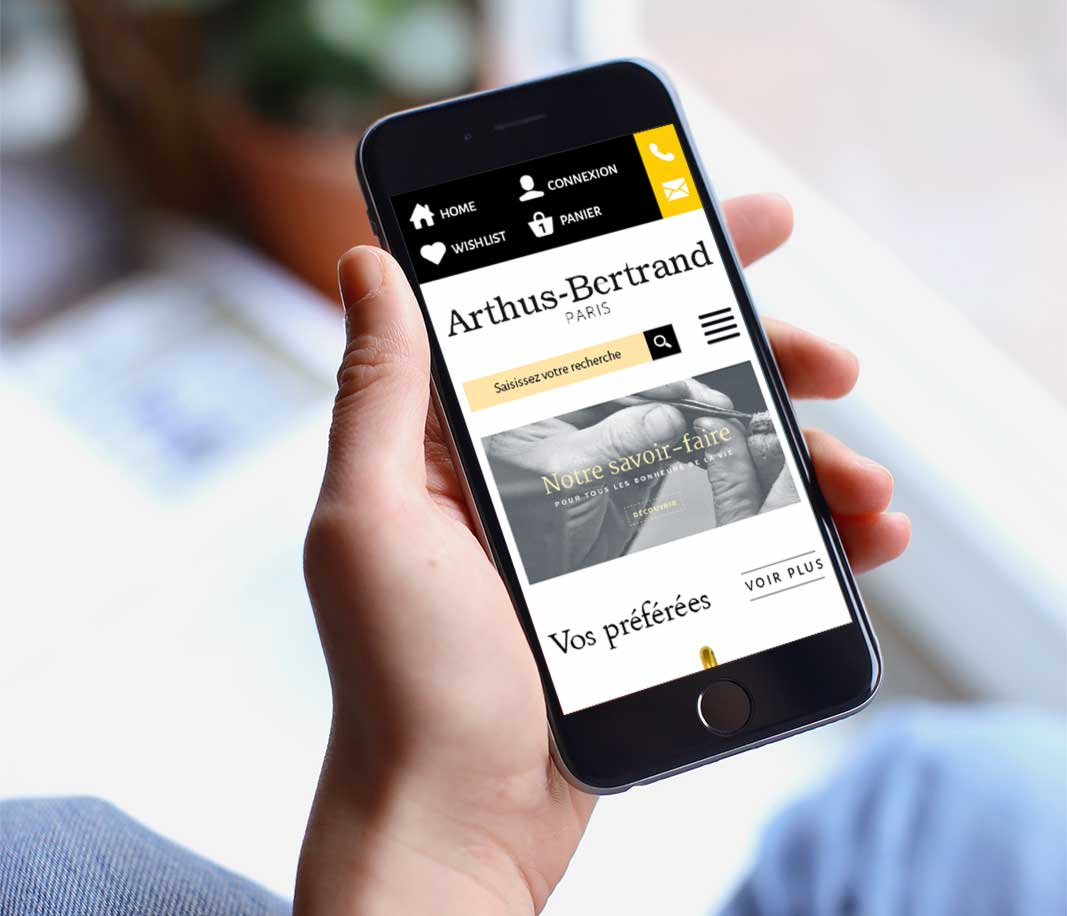 HOME
CONNEXION
WISHLIST
1
PANIER
Arthus-Bertrand
PARIS
Saisissez votre recherche
Notre savoir-faire
POUR TOUS LES BONHEURS DE LA VIE
DÉCOUVRIR
Vos préférées
VOIR PLUS